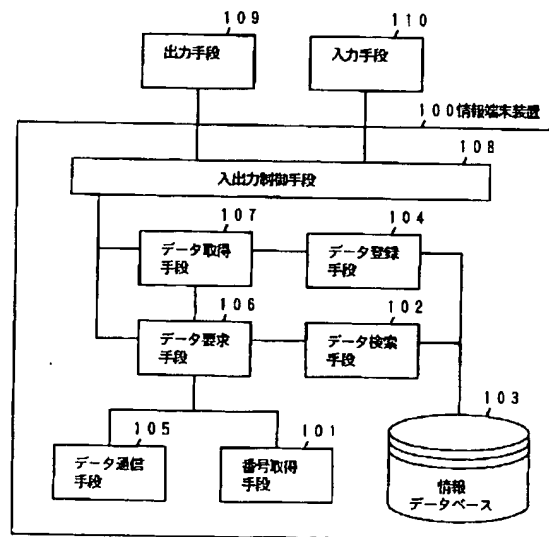 109
110
出力手段
入力手段
100情報端末装置
108
入出力制御手段
107
104
データ取得
手段
データ登録
手段
106
102
データ要求
手段
データ検索
手段
103
105
101
データ通信
手段
番号取得
手段
情報
データベース